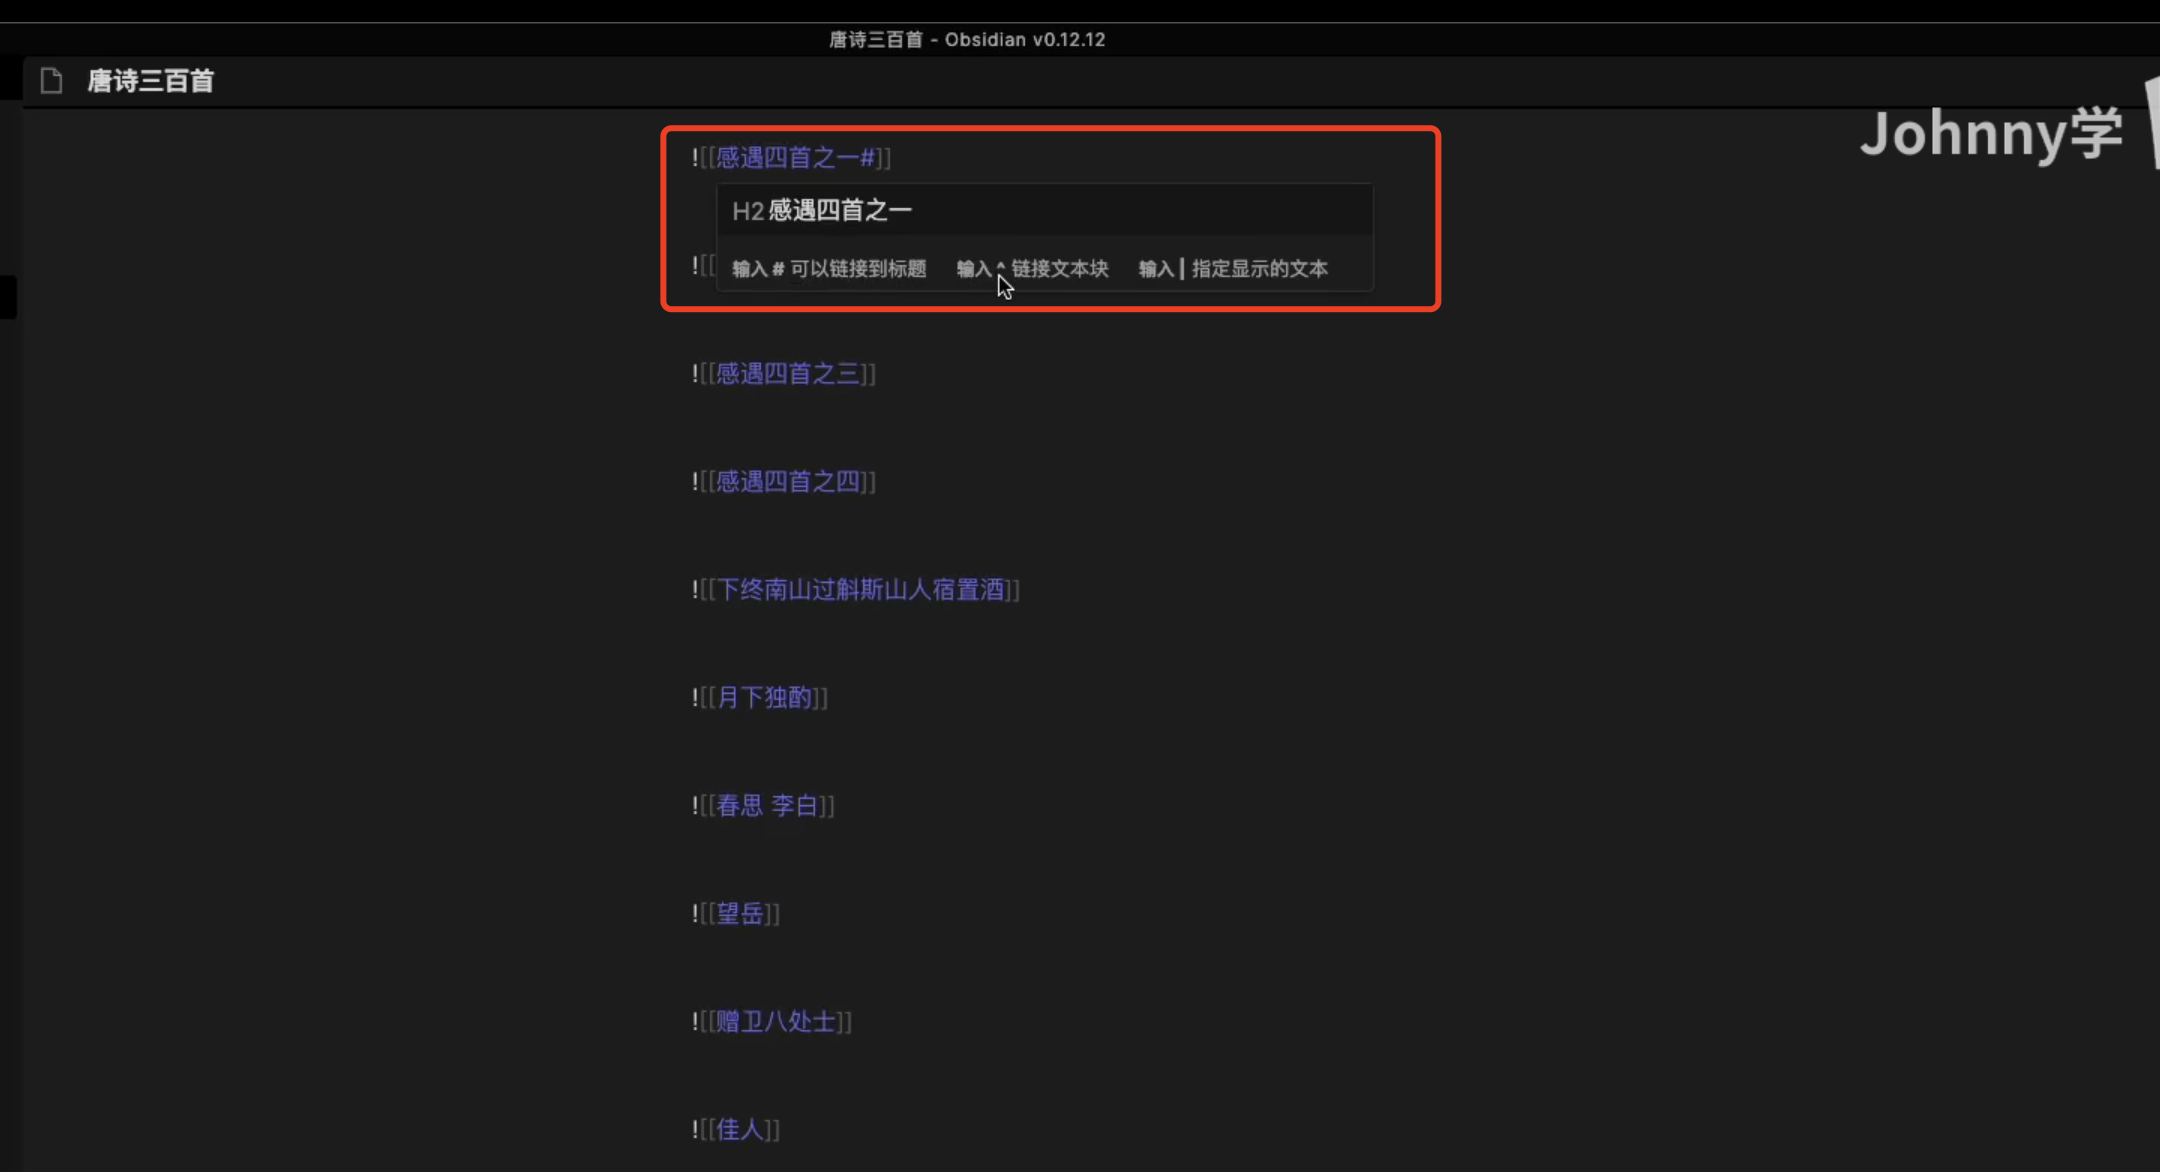 唐诗三百首 - Obsidian v0.12.12
唐诗三百首
Johnny学
![[感遇四首之一#]]
H2 感遇四首之一
![[
输入 # 可以链接到标题 输入 ^ 链接文本块 输入 | 指定显示的文本
![[感遇四首之三]]
![[感遇四首之四]]
![[下终南山过斛斯山人宿置酒]]
![[月下独酌]]
![[春思 李白]]
![[望岳]]
![[赠卫八处士]]
![[佳人]]